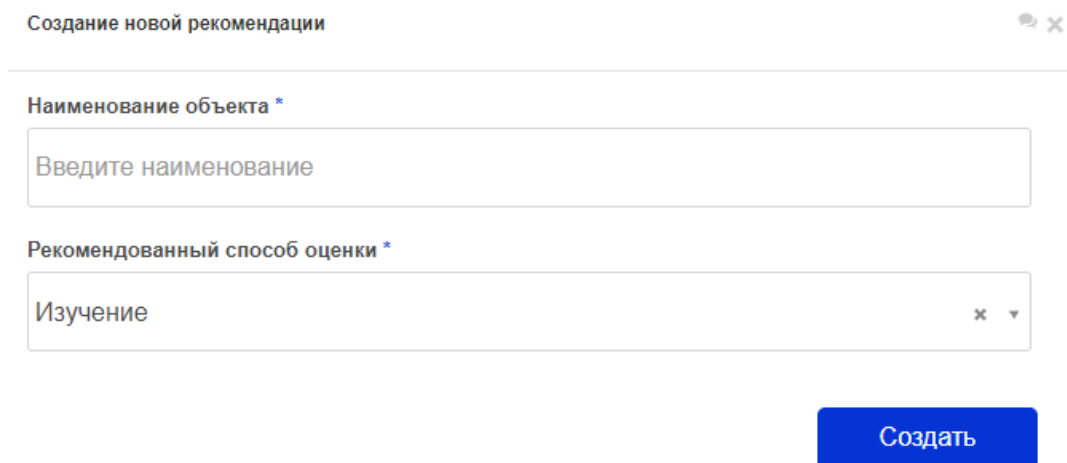 Создание новой рекомендации
Наименование объекта *
Введите наименование
Рекомендованный способ оценки *
Изучение
Создать